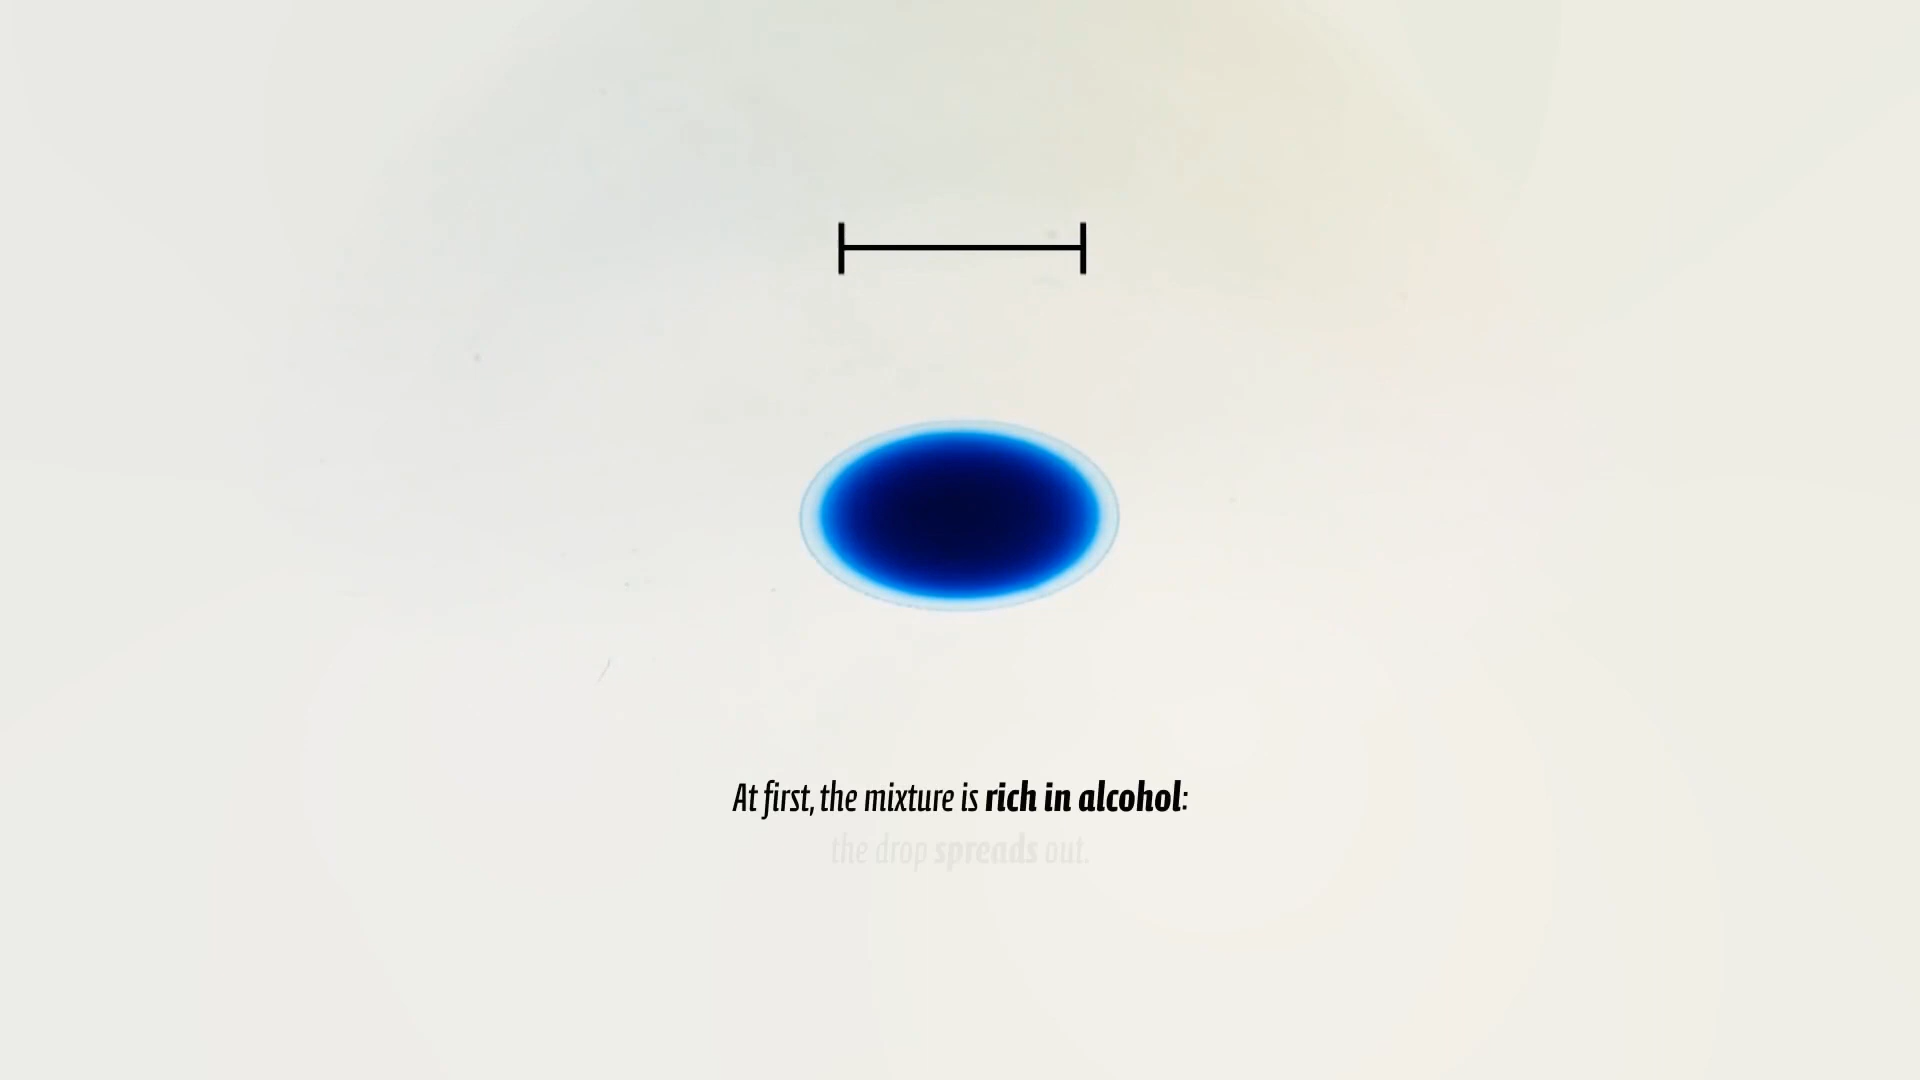 At first, the mixture is rich in alcohol:
the drop spreads out.